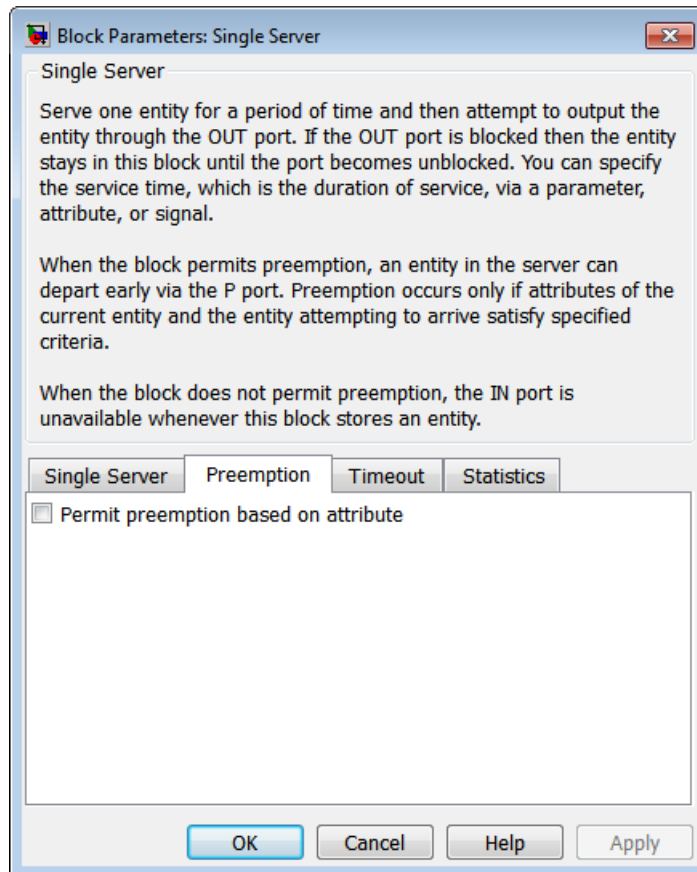 Block Parameters: Single Server
Single Server
Serve one entity for a period of time and then attempt to output the
entity through the OUT port. If the OUT port is blocked then the entity
stays in this block until the port becomes unblocked. You can specify
the service time, which is the duration of service, via a parameter,
attribute, or signal.
When the block permits preemption, an entity in the server can
depart early via the P port. Preemption occurs only if attributes of the
current entity and the entity attempting to arrive satisfy specified
criteria.
When the block does not permit preemption, the IN port is
unavailable whenever this block stores an entity.
Single Server Preemption Timeout Statistics
Permit preemption based on attribute
OK Cancel Help Apply